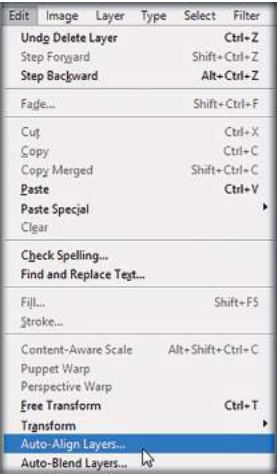 Edit Image Layer Type Select Filter
Undo Delete Layer Ctrl+Z
Step Forward Shift+Ctrl+Z
Step Backward Alt+Ctrl+Z
Fade... Shift+Ctrl+F
Cut Ctrl+X
Copy Ctrl+C
Copy Merged Shift+Ctrl+C
Paste Ctrl+V
Paste Special
Clear
Check Spelling...
Find and Replace Text...
Fill... Shift+F5
Stroke...
Content-Aware Scale Alt+Shift+Ctrl+C
Puppet Warp
Perspective Warp
Free Transform Ctrl+T
Transform
Auto-Align Layers...
Auto-Blend Layers...